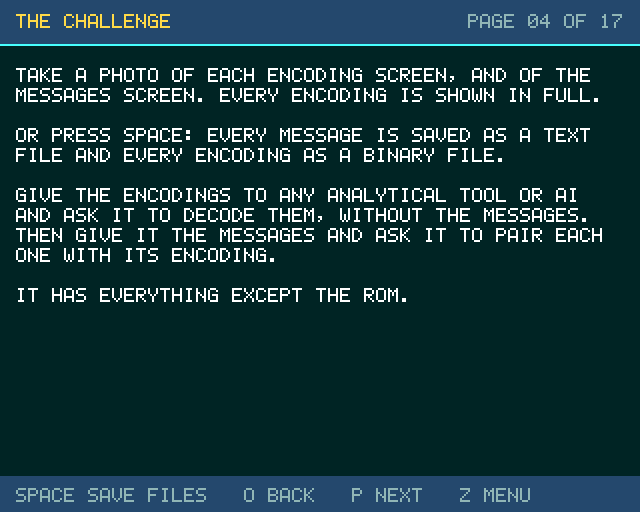 THE CHALLENGE
PAGE 04 OF 17
TAKE A PHOTO OF EACH ENCODING SCREEN, AND OF THE
MESSAGES SCREEN. EVERY ENCODING IS SHOWN IN FULL.
OR PRESS SPACE: EVERY MESSAGE IS SAVED AS A TEXT
FILE AND EVERY ENCODING AS A BINARY FILE.
GIVE THE ENCODINGS TO ANY ANALYTICAL TOOL OR AI
AND ASK IT TO DECODE THEM, WITHOUT THE MESSAGES.
THEN GIVE IT THE MESSAGES AND ASK IT TO PAIR EACH
ONE WITH ITS ENCODING.
IT HAS EVERYTHING EXCEPT THE ROM.
SPACE SAVE FILES O BACK P NEXT Z MENU